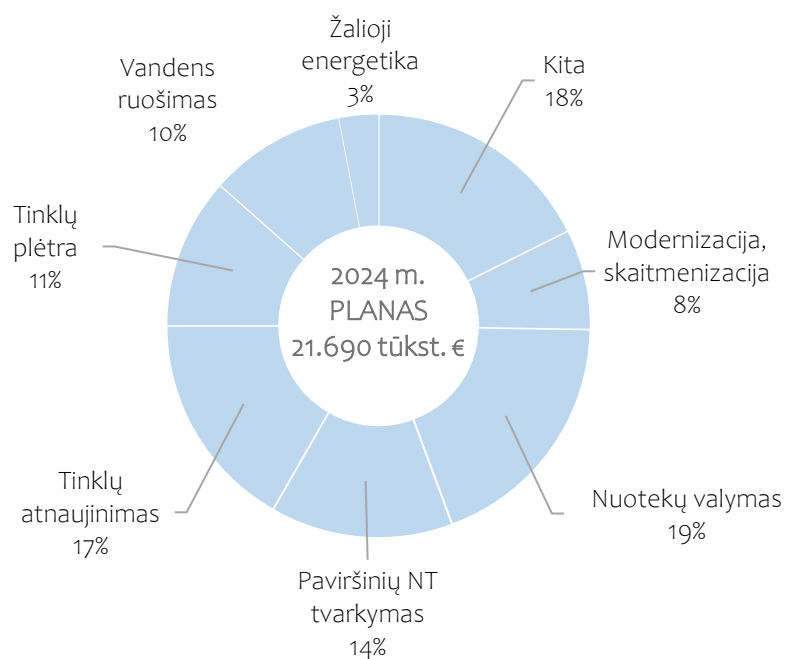 Žalioji
energetika
3%
Kita
18%
Modernizacija,
skaitmenizacija
8%
Nuotekų valymas
19%
Paviršinių NT
tvarkymas
14%
Tinklų
atnaujinimas
17%
Tinklų
plėtra
11%
Vandens
ruošimas
10%
2024 m.
PLANAS
21.690 tūkst. €